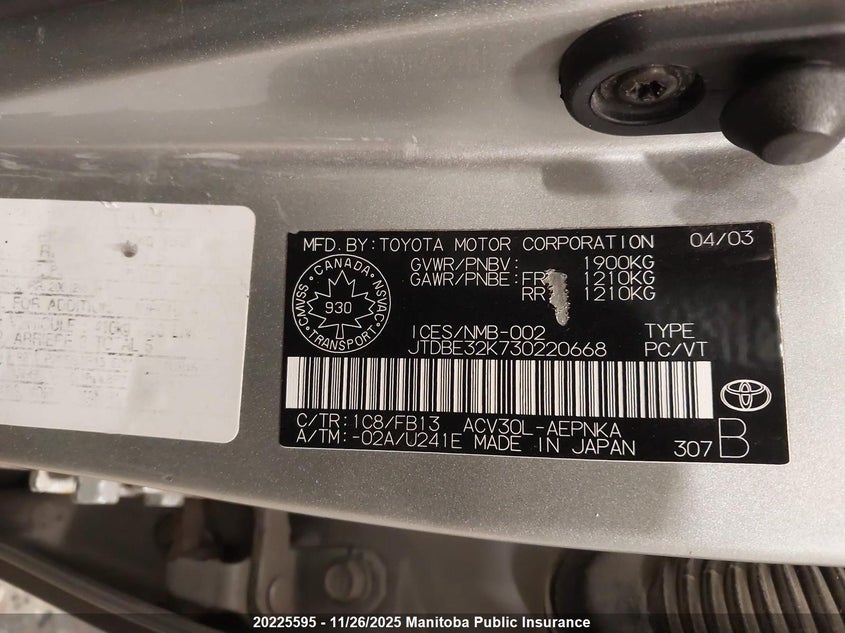 MFD.BY:TOYOTA MOTOR CORPORATION 04/03
GVWR/PNBV: 1900KG
GAWR/PNBE:FR 1210KG
RR 1210KG
CANADA
CMVSS 930 NSVAC
TRANSPORT
ICES/NMB-002 TYPE
JTDBE32K730220668 PC/VT
C/TR:1C8/FB13 ACV30L-AEPNKA
A/TM:-02A/U241E MADE IN JAPAN 307 B
20225595 - 11/26/2025 Manitoba Public Insurance